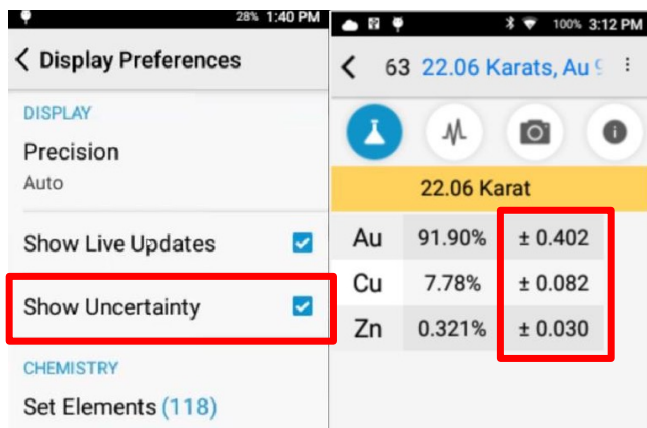 28% 1:40 PM
Display Preferences
DISPLAY
Precision
Auto
Show Live Updates
Show Uncertainty
CHEMISTRY
Set Elements (118)
100% 3:12 PM
63 22.06 Karats, Au
22.06 Karat
Au 91.90% ± 0.402
Cu 7.78% ± 0.082
Zn 0.321% ± 0.030